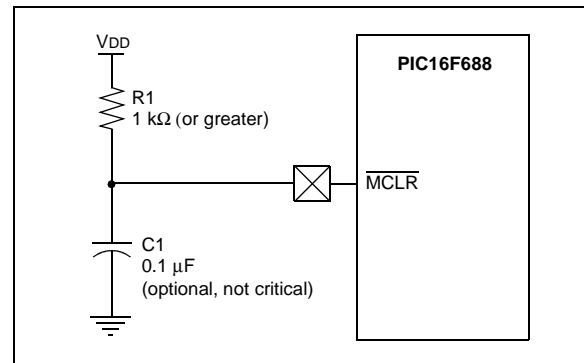 VDD
R1
1 kΩ (or greater)
C1
0.1 μF
(optional, not critical)
PIC16F688
MCLR